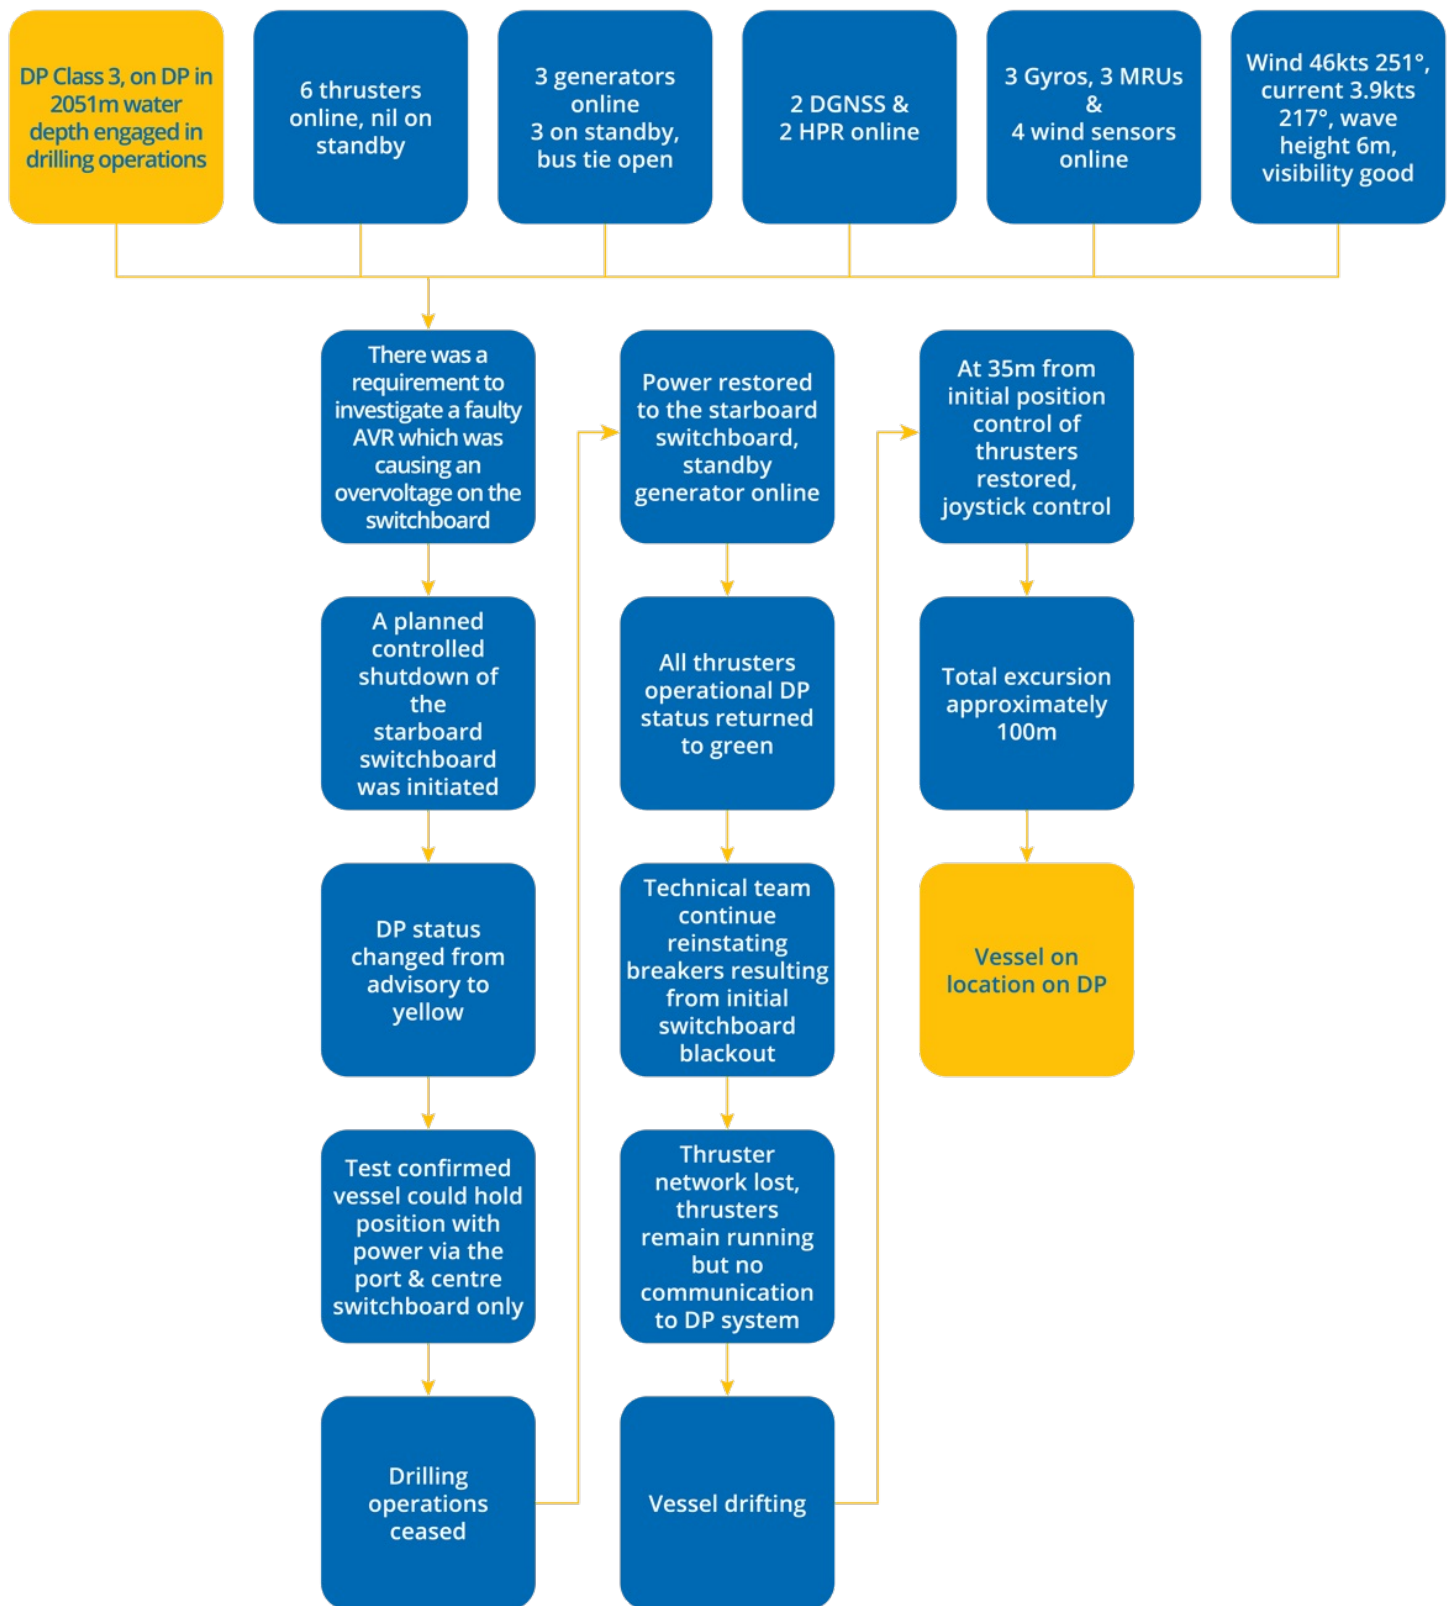 DP Class 3, on DP in
2051m water
depth engaged in
drilling operations
6 thrusters
online, nil on
standby
3 generators
online
3 on standby,
bus tie open
2 DGNSS &
2 HPR online
3 Gyros, 3 MRUs
&
4 wind sensors
online
Wind 46kts 251°,
current 3.9kts
217°, wave
height 6m,
visibility good
There was a
requirement to
investigate a faulty
AVR which was
causing an
overvoltage on the
switchboard
A planned
controlled
shutdown of
the
starboard
switchboard
was initiated
DP status
changed from
advisory to
yellow
Test confirmed
vessel could hold
position with
power via the
port & centre
switchboard only
Drilling
operations
ceased
Power restored
to the starboard
switchboard,
standby
generator online
All thrusters
operational DP
status returned
to green
Technical team
continue
reinstating
breakers resulting
from initial
switchboard
blackout
Thruster
network lost,
thrusters
remain running
but no
communication
to DP system
Vessel drifting
At 35m from
initial position
control of
thrusters
restored,
joystick control
Total excursion
approximately
100m
Vessel on
location on DP